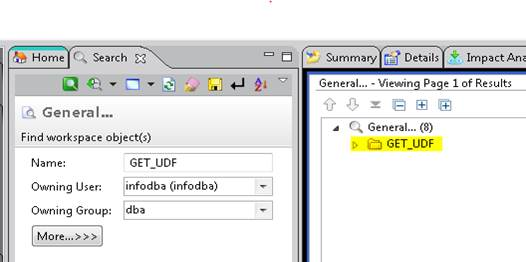 Home Search
General...
Find workspace object(s)
Name: GET_UDF
Owning User: infodba (infodba)
Owning Group: dba
More...>>>
Summary Details Impact Ana
General... - Viewing Page 1 of Results
General... (8)
GET_UDF